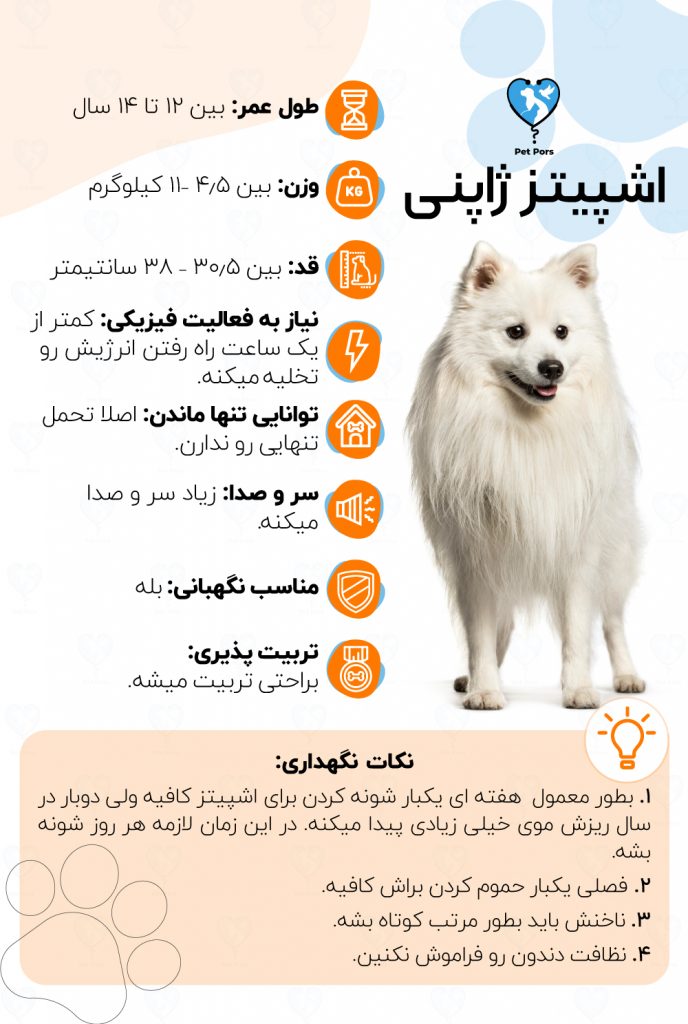 Pet Pors
اشپیتز ژاپنی
طول عمر: بین ۱۲ تا ۱۴ سال
KG
وزن: بین ۴٫۵ -۱۱ کیلوگرم
قد: بین ۳۰٫۵ - ۳۸ سانتیمتر
نیاز به فعالیت فیزیکی: کمتر از
یک ساعت راه رفتن انرژیش رو
تخلیه میکنه.
توانایی تنها ماندن: اصلا تحمل
تنهایی رو ندارن.
سر و صدا: زیاد سر و صدا
میکنه.
مناسب نگهبانی: بله
تربیت پذیری:
براحتی تربیت میشه.
نکات نگهداری:
۱. بطور معمول هفته ای یکبار شونه کردن برای اشپیتز کافیه ولی دوبار در
سال ریزش موی خیلی زیادی پیدا میکنه. در این زمان لازمه هر روز شونه
بشه.
۲. فصلی یکبار حموم کردن براش کافیه.
۳. ناخنش باید بطور مرتب کوتاه بشه.
۴. نظافت دندون رو فراموش نکنین.